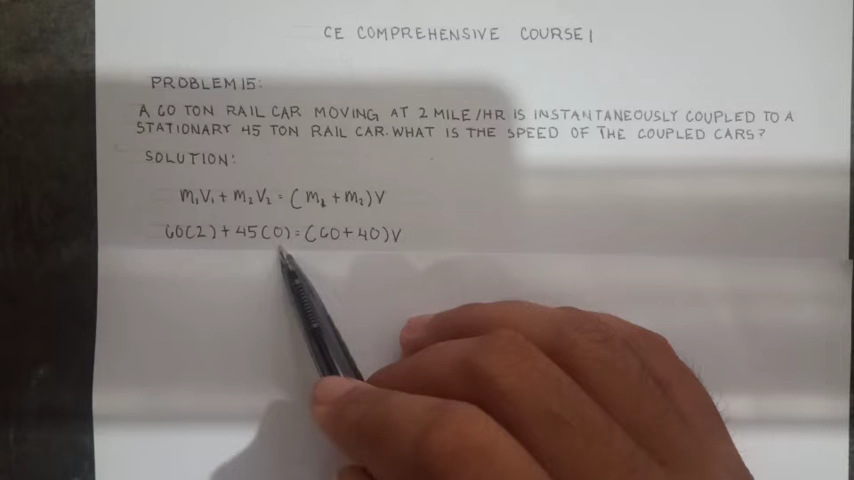 CE COMPREHENSIVE COURSE 1
PROBLEM 15:
A 60 TON RAIL CAR MOVING AT 2 MILE/HR IS INSTANTANEOUSLY COUPLED TO A
STATIONARY 45 TON RAIL CAR. WHAT IS THE SPEED OF THE COUPLED CARS?
SOLUTION:
m₁V₁ + m₂V₂ = (m₁ + m₂)V
60(2) + 45(0) = (60+40)V